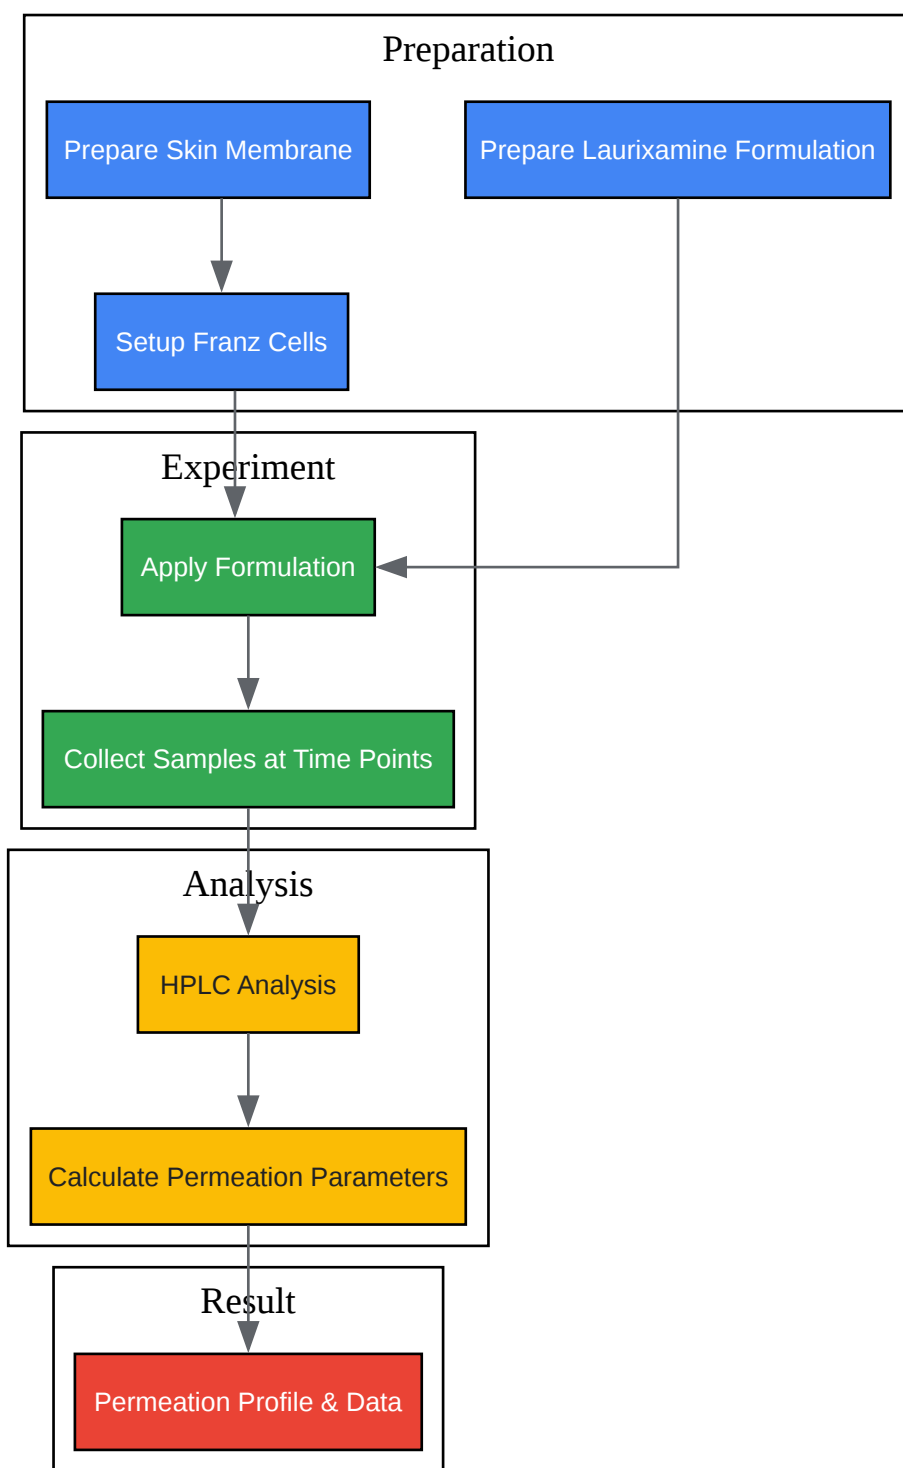 Preparation
Prepare Skin Membrane
Prepare Laurixamine Formulation
Setup Franz Cells
Experiment
Apply Formulation
Collect Samples at Time Points
Analysis
HPLC Analysis
Calculate Permeation Parameters
Result
Permeation Profile & Data